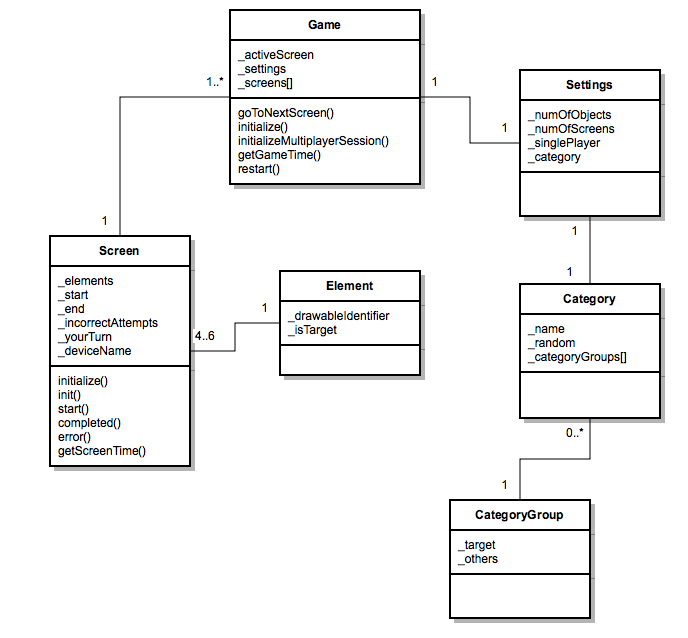 Game
_activeScreen
_settings
_screens[]
goToNextScreen()
initialize()
initializeMultiplayerSession()
getGameTime()
restart()
1..*
1
1
1
Settings
_numOfObjects
_numOfScreens
_singlePlayer
_category
1
1
Screen
_elements
_start
_end
_incorrectAttempts
_yourTurn
_deviceName
initialize()
init()
start()
completed()
error()
getScreenTime()
4..6
1
Element
_drawableIdentifier
_isTarget
Category
_name
_random
_categoryGroups[]
0..*
1
CategoryGroup
_target
_others